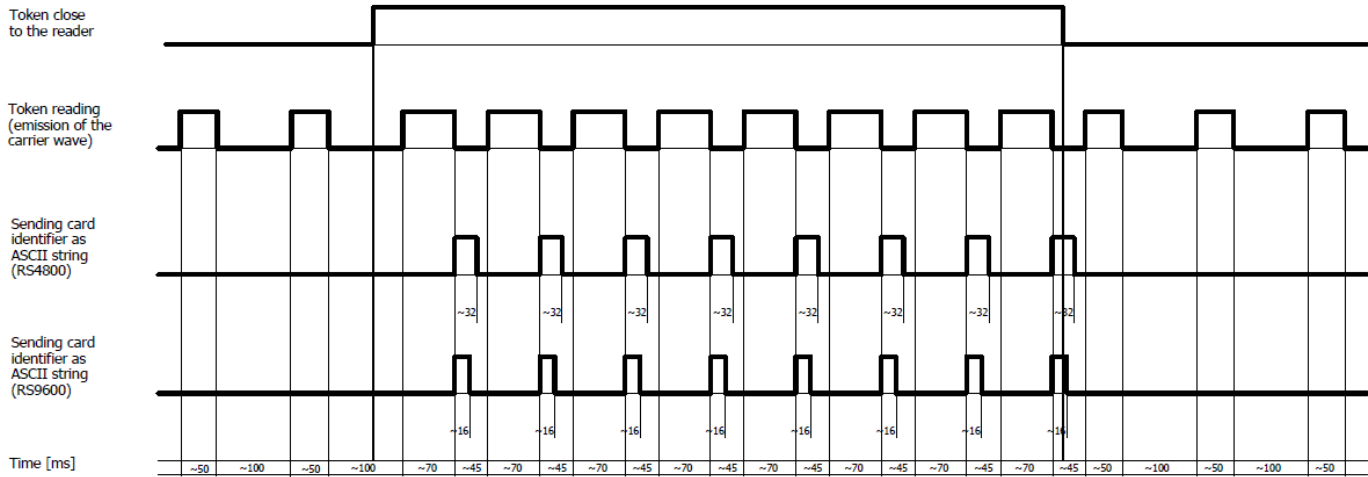 Token close
to the reader
Token reading
(emission of the
carrier wave)
Sending card
identifier as
ASCII string
(RS4800)
~32 ~32 ~32 ~32 ~32 ~32 ~32 ~32
Sending card
identifier as
ASCII string
(RS9600)
~16 ~16 ~16 ~16 ~16 ~16 ~16 ~16
Time [ms] ~50 ~100 ~50 ~100 ~70 ~45 ~70 ~45 ~70 ~45 ~70 ~45 ~70 ~45 ~70 ~45 ~70 ~45 ~70 ~45 ~50 ~100 ~50 ~100 ~50